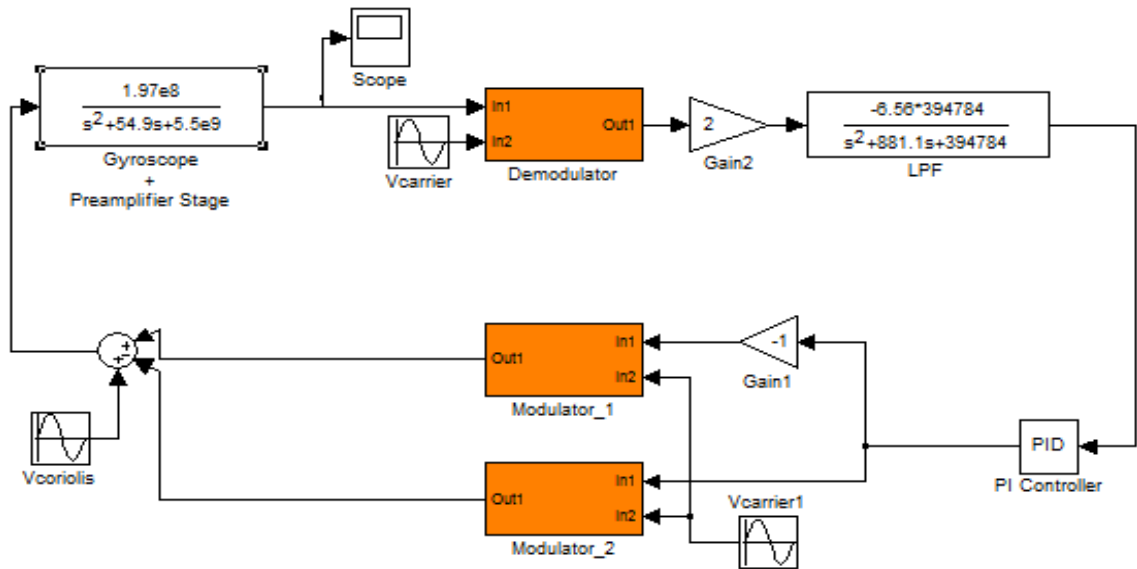 Scope
1.97e8
s2+54.9s+5.5e9
Gyroscope
+
Preamplifier Stage
In1
In2
Out1
Demodulator
Vcarrier
2
Gain2
-6.56*394784
s2+881.1s+394784
LPF
+
-
+
Vcoriolis
Out1
In1
In2
Modulator_1
-1
Gain1
PID
PI Controller
Out1
In1
In2
Modulator_2
Vcarrier1